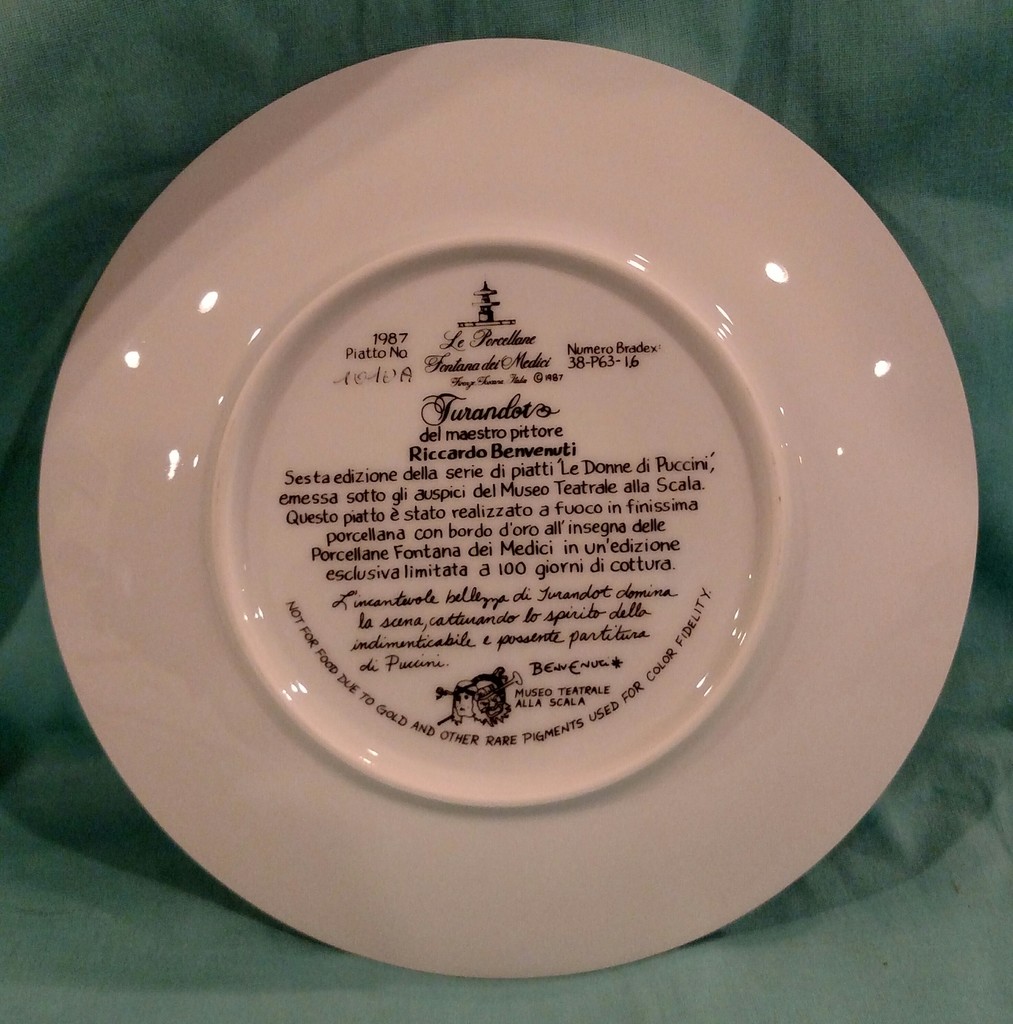 1987
Piatto No
Le Porcellane
Fontana dei Medici
Firenze Toscana Italia © 1987
Numero Bradex:
38-P63-1,6
Turandot
del maestro pittore
Riccardo Benvenuti
Sesta edizione della serie di piatti 'Le Donne di Puccini',
emessa sotto gli auspici del Museo Teatrale alla Scala.
Questo piatto è stato realizzato a fuoco in finissima
porcellana con bordo d'oro all'insegna delle
Porcellane Fontana dei Medici in un'edizione
esclusiva limitata a 100 giorni di cottura.
L'incantevole bellezza di Turandot domina
la scena, catturando lo spirito della
indimenticabile e possente partitura
di Puccini.
BENVENUTI*
MUSEO TEATRALE
ALLA SCALA
NOT FOR FOOD DUE TO GOLD AND OTHER RARE PIGMENTS USED FOR COLOR FIDELITY.